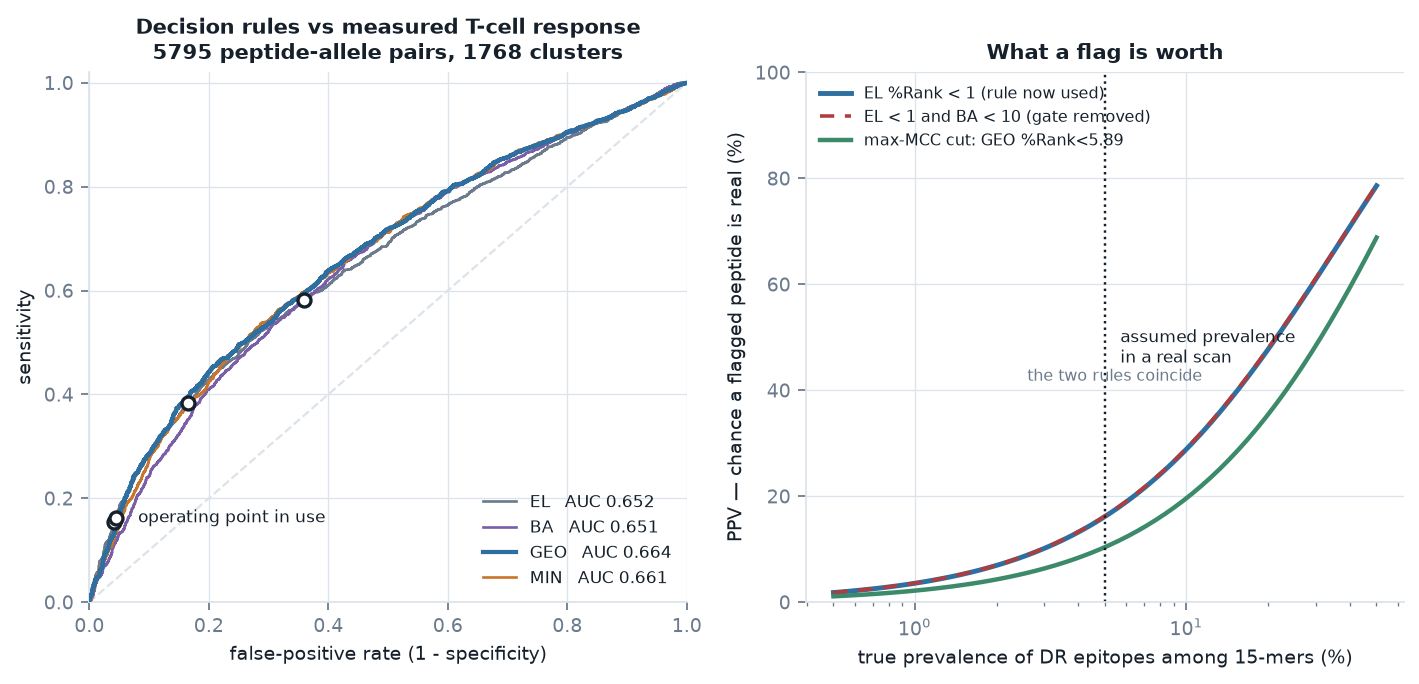 Decision rules vs measured T-cell response
5795 peptide-allele pairs, 1768 clusters
1.0
0.8
0.6
0.4
0.2
0.0
sensitivity
operating point in use
EL AUC 0.652
BA AUC 0.651
GEO AUC 0.664
MIN AUC 0.661
0.0 0.2 0.4 0.6 0.8 1.0
false-positive rate (1 - specificity)
What a flag is worth
100
80
60
40
20
0
PPV — chance a flagged peptide is real (%)
EL %Rank < 1 (rule now used)
EL < 1 and BA < 10 (gate removed)
max-MCC cut: GEO %Rank<5.89
assumed prevalence
in a real scan
the two rules coincide
10⁰ 10¹
true prevalence of DR epitopes among 15-mers (%)